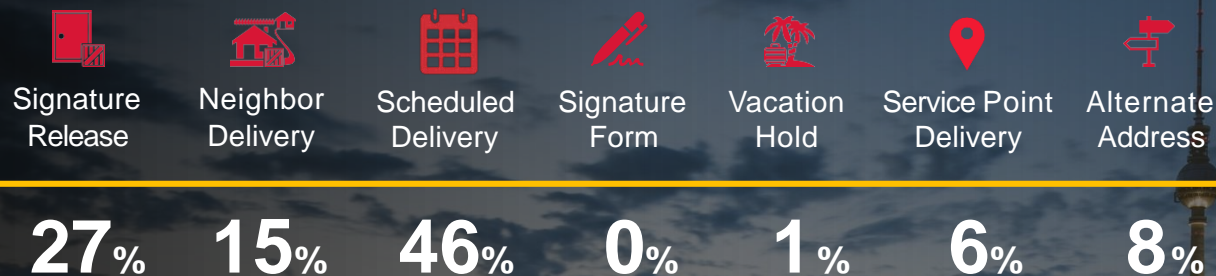 Signature Release
Neighbor Delivery
Scheduled Delivery
Signature Form
Vacation Hold
Service Point Delivery
Alternate Address
27% 15% 46% 0% 1% 6% 8%